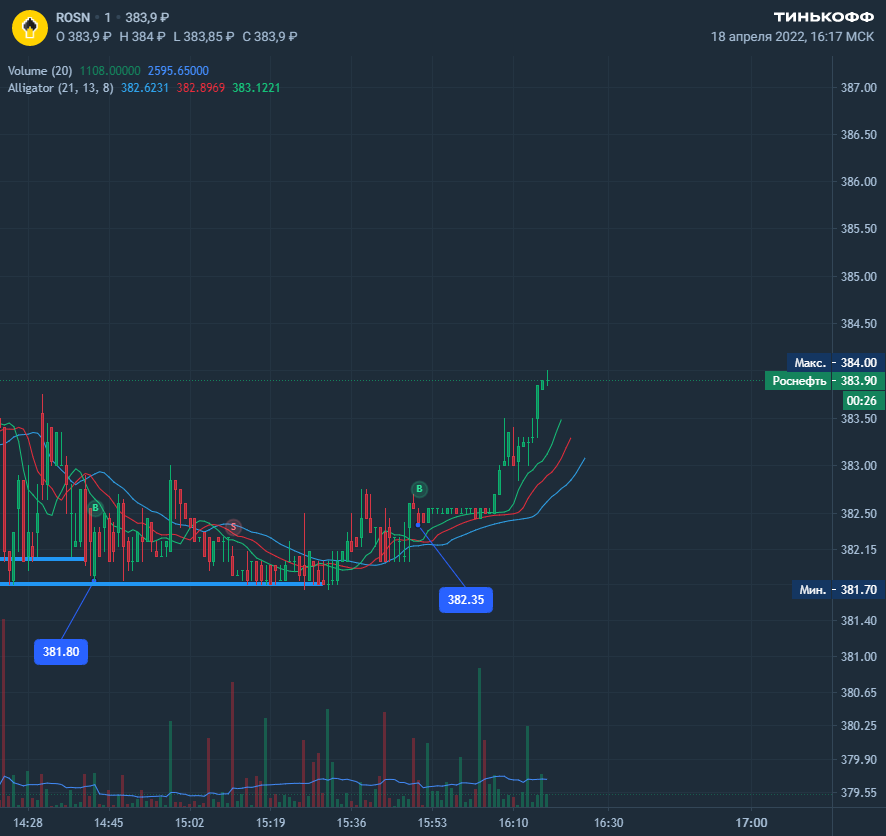 ROSN · 1 · 383,9 ₽
O 383,9 ₽ H 384 ₽ L 383,85 ₽ C 383,9 ₽
ТИНЬКОФФ
18 апреля 2022, 16:17 МСК
Volume (20) 1108.00000 2595.65000
Alligator (21, 13, 8) 382.6231 382.8969 383.1221
387.00
386.50
386.00
385.50
385.00
384.50
Макс. 384.00
Роснефть 383.90
00:26
383.50
383.00
B
B
S
382.50
382.15
382.35
Мин. 381.70
381.80
381.40
381.00
380.65
380.25
379.90
379.55
14:28 14:45 15:02 15:19 15:36 15:53 16:10 16:30 17:00